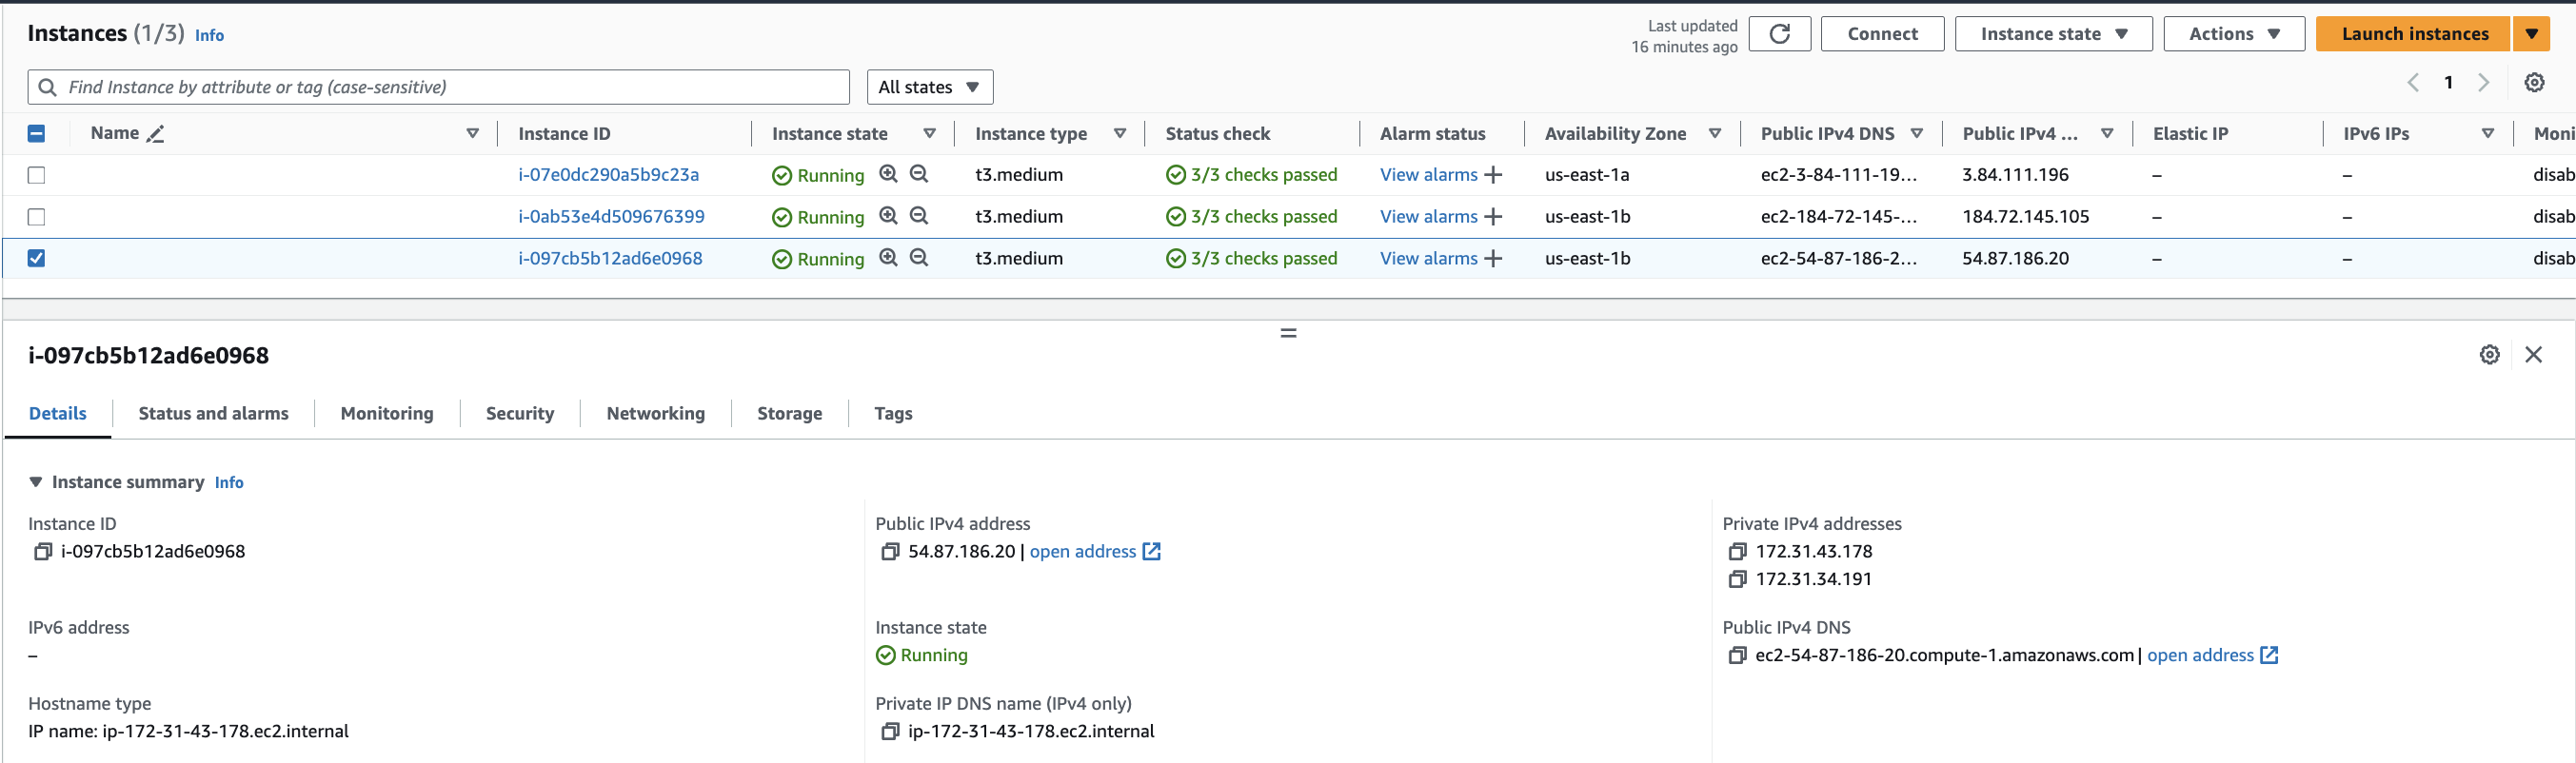 Instances (1/3) Info
Last updated
16 minutes ago
Connect
Instance state
Actions
Launch instances
Find Instance by attribute or tag (case-sensitive)
All states
1
Name Instance ID Instance state Instance type Status check Alarm status Availability Zone Public IPv4 DNS Public IPv4 ... Elastic IP IPv6 IPs Moni
i-07e0dc290a5b9c23a Running t3.medium 3/3 checks passed View alarms + us-east-1a ec2-3-84-111-19... 3.84.111.196 – – disab
i-0ab53e4d509676399 Running t3.medium 3/3 checks passed View alarms + us-east-1b ec2-184-72-145-... 184.72.145.105 – – disab
i-097cb5b12ad6e0968 Running t3.medium 3/3 checks passed View alarms + us-east-1b ec2-54-87-186-2... 54.87.186.20 – – disab
i-097cb5b12ad6e0968
Details Status and alarms Monitoring Security Networking Storage Tags
Instance summary Info
Instance ID
i-097cb5b12ad6e0968
Public IPv4 address
54.87.186.20 | open address
Private IPv4 addresses
172.31.43.178
172.31.34.191
IPv6 address
–
Instance state
Running
Public IPv4 DNS
ec2-54-87-186-20.compute-1.amazonaws.com | open address
Hostname type
IP name: ip-172-31-43-178.ec2.internal
Private IP DNS name (IPv4 only)
ip-172-31-43-178.ec2.internal